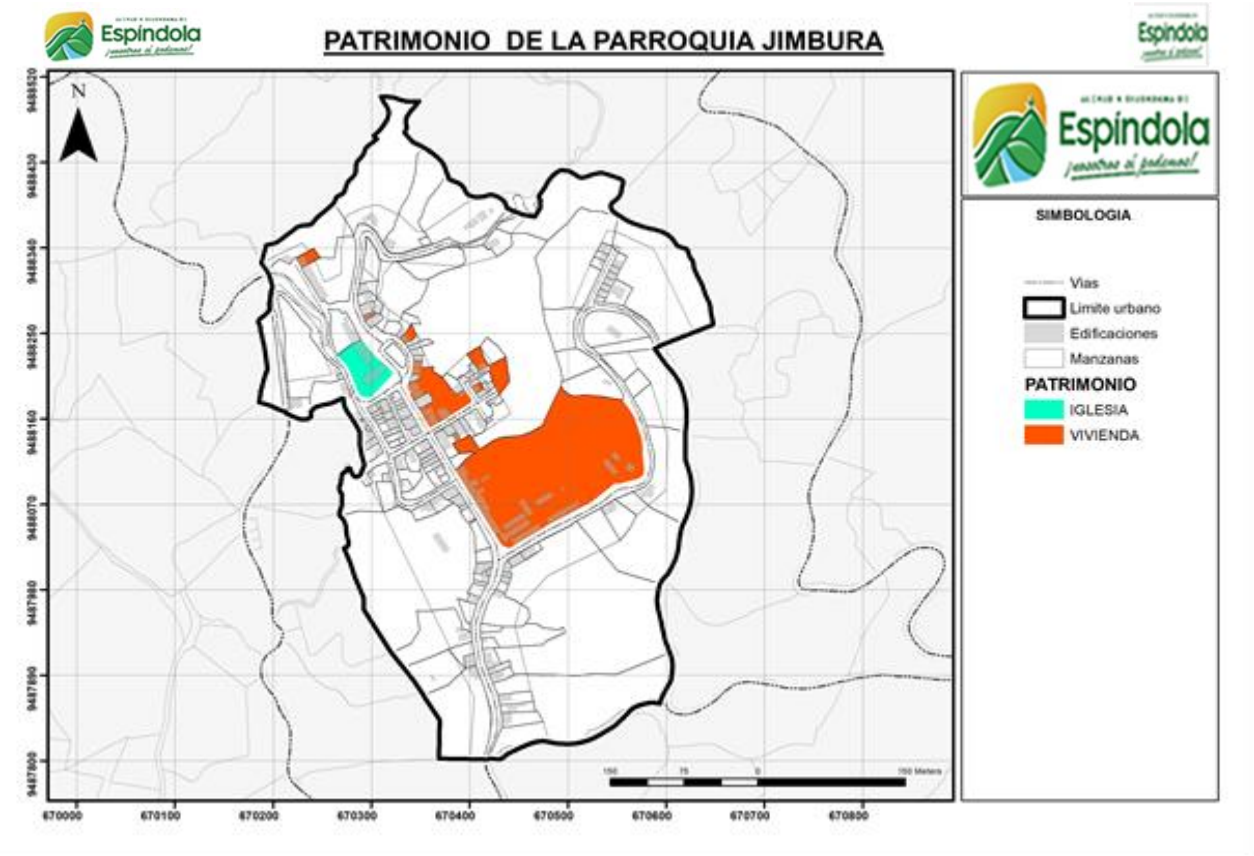 Espíndola
¡nosotros sí podemos!
PATRIMONIO DE LA PARROQUIA JIMBURA
Espíndola
N
9488520
9488430
9488340
9488250
9488160
9488070
9487980
9487890
9487800
670000 670100 670200 670300 670400 670500 670600 670700 670800
150 75 0 150 Meters
Espíndola
¡nosotros sí podemos!
SIMBOLOGIA
Vias
Limite urbano
Edificaciones
Manzanas
PATRIMONIO
IGLESIA
VIVIENDA